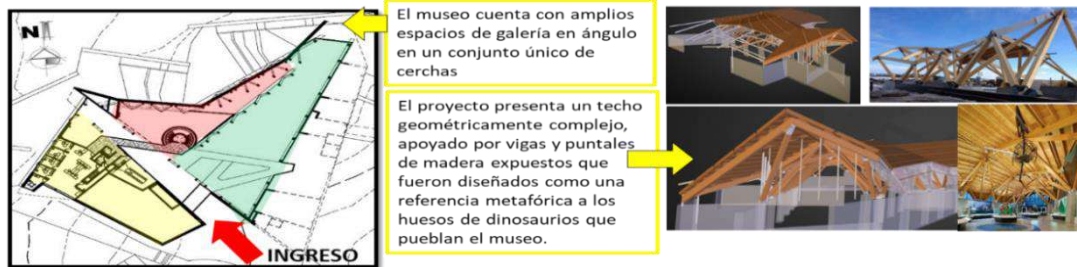 N
INGRESO
El museo cuenta con amplios
espacios de galería en ángulo
en un conjunto único de
cerchas
El proyecto presenta un techo
geométricamente complejo,
apoyado por vigas y puntales
de madera expuestos que
fueron diseñados como una
referencia metafórica a los
huesos de dinosaurios que
pueblan el museo.